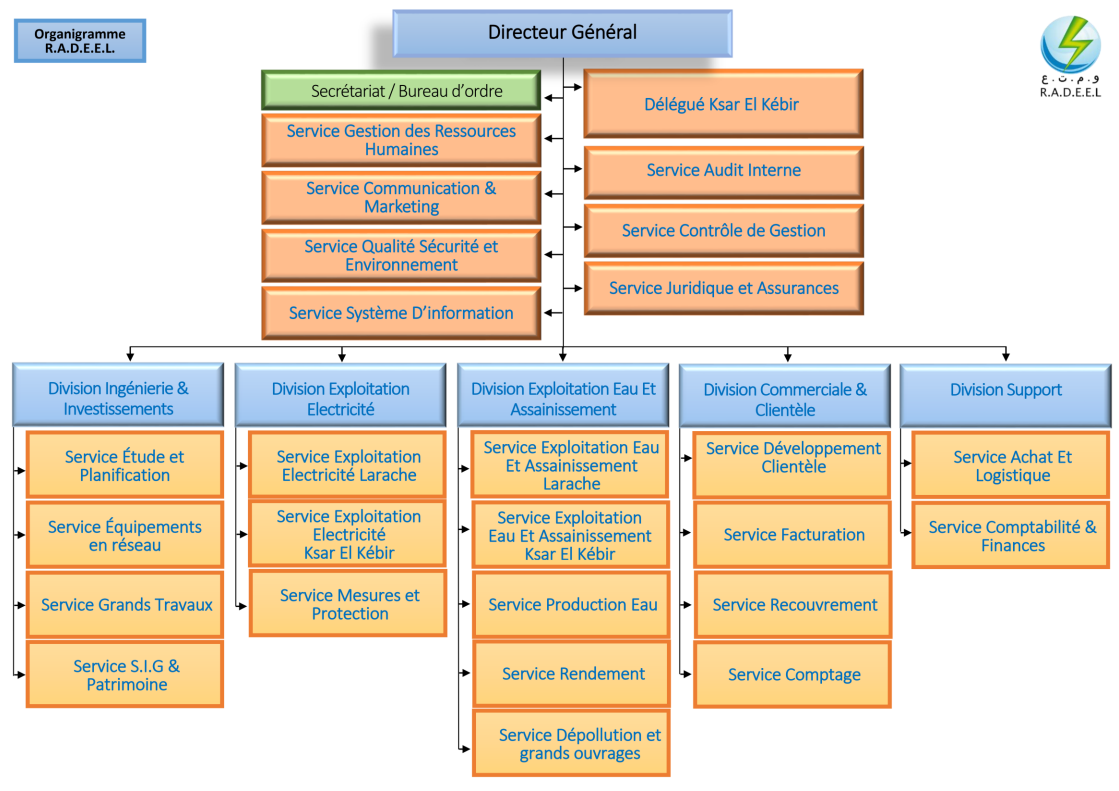 Organigramme
R.A.D.E.E.L.
Directeur Général
و.م.ت.ع
R.A.D.E.E.L
Secrétariat / Bureau d'ordre
Délégué Ksar El Kébir
Service Gestion des Ressources
Humaines
Service Audit Interne
Service Communication &
Marketing
Service Contrôle de Gestion
Service Qualité Sécurité et
Environnement
Service Juridique et Assurances
Service Système D'information
Division Ingénierie &
Investissements
Service Étude et
Planification
Service Équipements
en réseau
Service Grands Travaux
Service S.I.G &
Patrimoine
Division Exploitation
Electricité
Service Exploitation
Electricité Larache
Service Exploitation
Electricité
Ksar El Kébir
Service Mesures et
Protection
Division Exploitation Eau Et
Assainissement
Service Exploitation Eau
Et Assainissement
Larache
Service Exploitation
Eau Et Assainissement
Ksar El Kébir
Service Production Eau
Service Rendement
Service Dépollution et
grands ouvrages
Division Commerciale &
Clientèle
Service Développement
Clientèle
Service Facturation
Service Recouvrement
Service Comptage
Division Support
Service Achat Et
Logistique
Service Comptabilité &
Finances